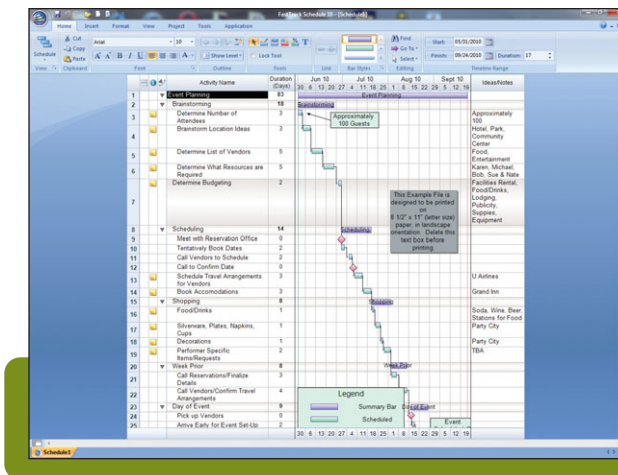 FastTrack Schedule 10 - [Schedule1]
Home Insert Format View Project Tools Application
Schedule Cut Copy Paste Arial 10 Show Level Lock Text Find Go To Select Start: 05/31/2010 Finish: 09/24/2010 Duration: 17
View Clipboard Font Outline Tools Link Bar Styles Editing Timeline Range
Activity Name Duration (Days) Jun 10 Jul 10 Aug 10 Sept 10 Ideas/Notes
30 6 13 20 27 4 11 18 25 1 8 15 22 29 5 12 19
1 Event Planning 83 Event Planning
2 Brainstorming 18 Brainstorming
3 Determine Number of Attendees 3 Approximately 100 Guests Approximately 100
4 Brainstorm Location Ideas 3 Hotel, Park, Community Center
5 Determine List of Vendors 5 Food, Entertainment
6 Determine What Resources are Required 5 Karen, Michael, Bob, Sue & Nate
7 Determine Budgeting 2 Facilities Rental, Food/Drinks, Lodging, Publicity, Suppies, Equipment
This Example File is
designed to be printed
on
8 1/2" x 11" (letter size)
paper, in landscape
orientation. Delete this
text box before
printing.
8 Scheduling 14 Scheduling
9 Meet with Reservation Office 0
10 Tentatively Book Dates 2
11 Call Vendors to Schedule 2
12 Call to Confirm Date 0
13 Schedule Travel Arrangements for Vendors 3 U Airlines
14 Book Accomodations 3 Grand Inn
15 Shopping 8 Shopping
16 Food/Drinks 1 Soda, Wine, Beer, Stations for Food
17 Silverware, Plates, Napkins, Cups 1 Party City
18 Decorations 1 Party City
19 Performer Specific Items/Requests 2 TBA
20 Week Prior 8 Week Prior
21 Call Reservations/Finalize Details 3
22 Call Vendors/Confirm Travel Arrangements 4
23 Day of Event 9 Day of Event
24 Pick up Vendors 0
25 Arrive Early for Event Set-Up 2
Legend
Summary Bar
Scheduled
Event
30 6 13 20 27 4 11 18 25 1 8 15 22 29 5 12 19
Schedule1